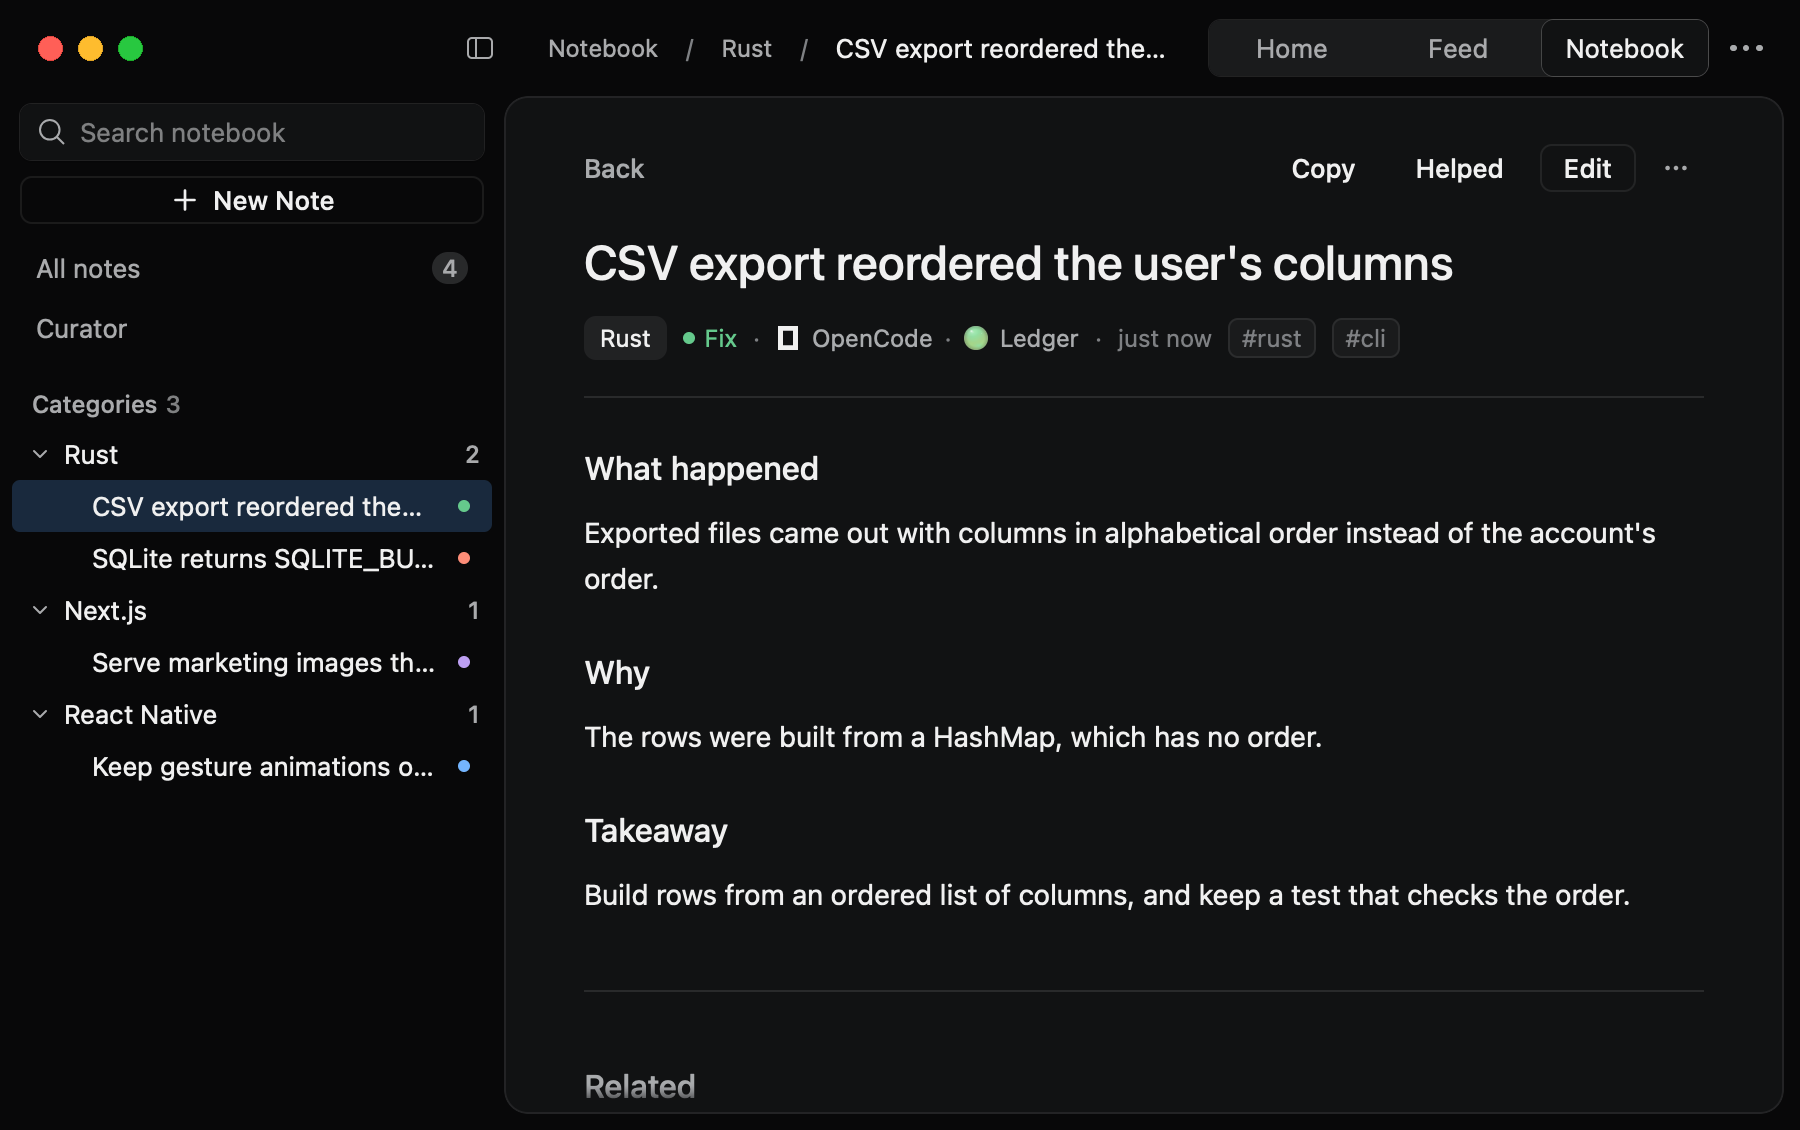 Notebook / Rust / CSV export reordered the...
Home Feed Notebook
Search notebook
New Note
All notes 4
Curator
Categories 3
Rust 2
CSV export reordered the...
SQLite returns SQLITE_BU...
Next.js 1
Serve marketing images th...
React Native 1
Keep gesture animations o...
Back
Copy Helped Edit
CSV export reordered the user's columns
Rust Fix · OpenCode · Ledger · just now #rust #cli
What happened
Exported files came out with columns in alphabetical order instead of the account's
order.
Why
The rows were built from a HashMap, which has no order.
Takeaway
Build rows from an ordered list of columns, and keep a test that checks the order.
Related